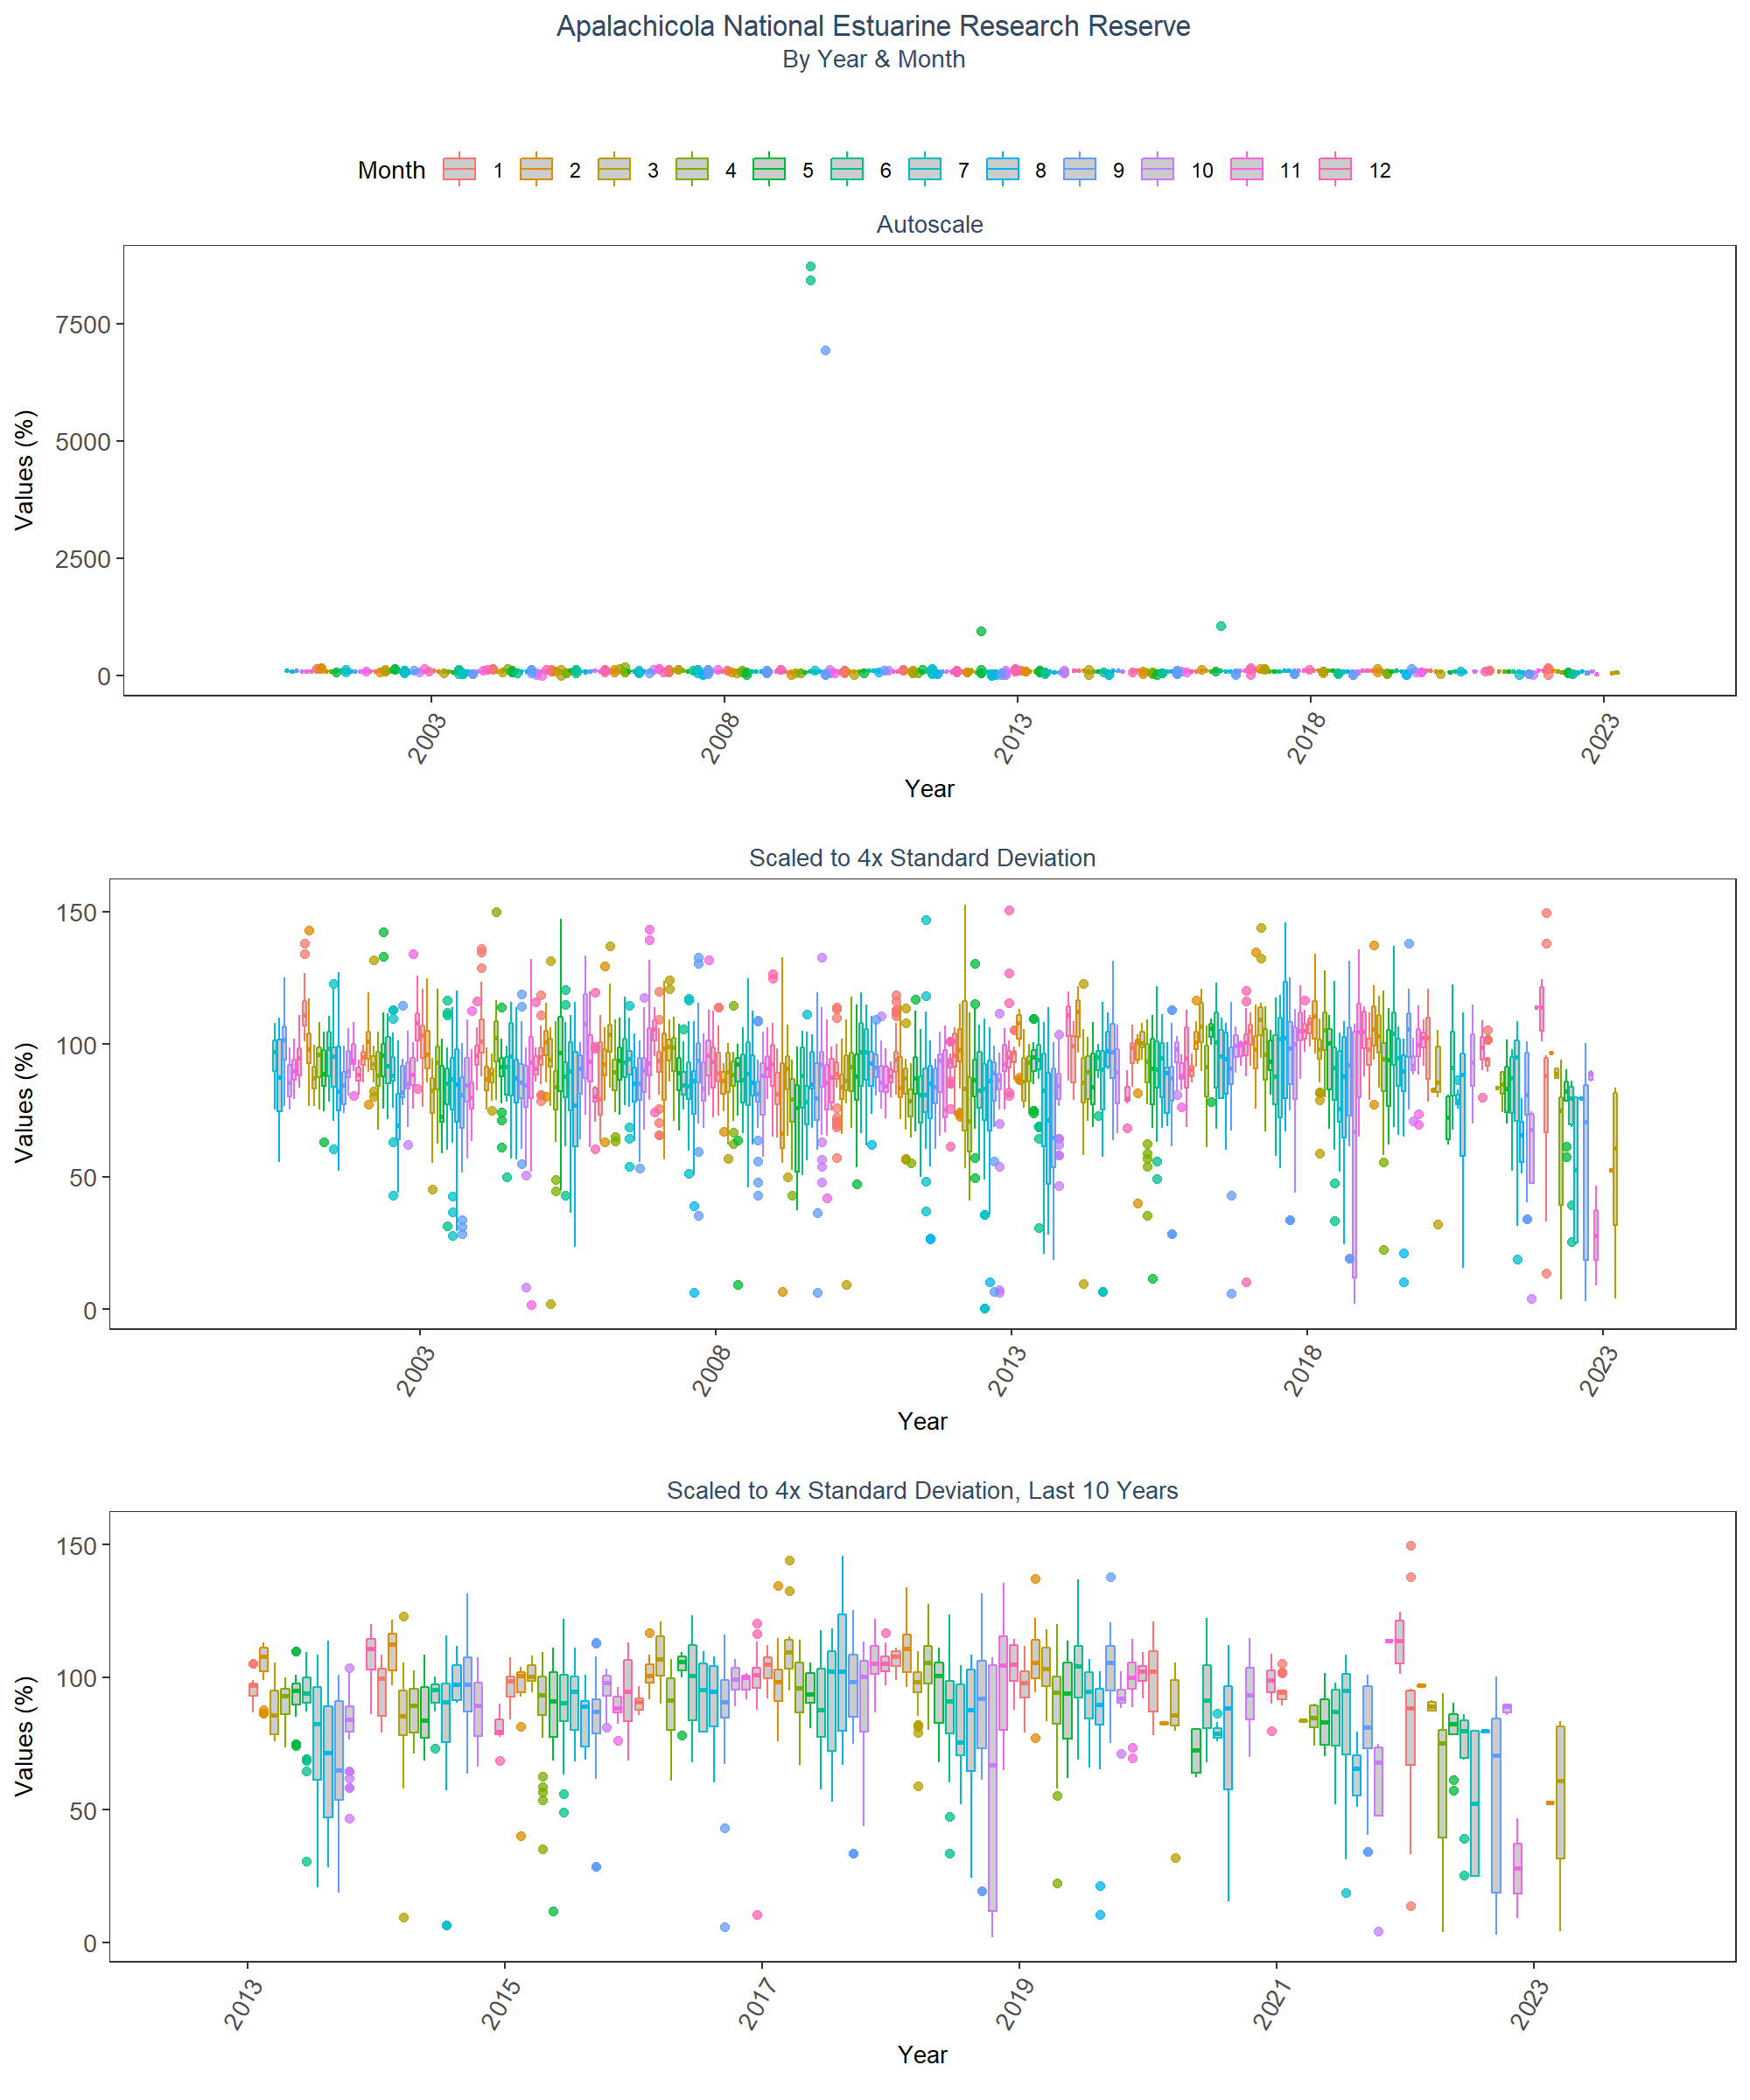 Apalachicola National Estuarine Research Reserve
By Year & Month
Month 1 2 3 4 5 6 7 8 9 10 11 12
Autoscale
Values (%)
7500
5000
2500
0
2003 2008 2013 2018 2023
Year
Scaled to 4x Standard Deviation
Values (%)
150
100
50
0
2003 2008 2013 2018 2023
Year
Scaled to 4x Standard Deviation, Last 10 Years
Values (%)
150
100
50
0
2013 2015 2017 2019 2021 2023
Year